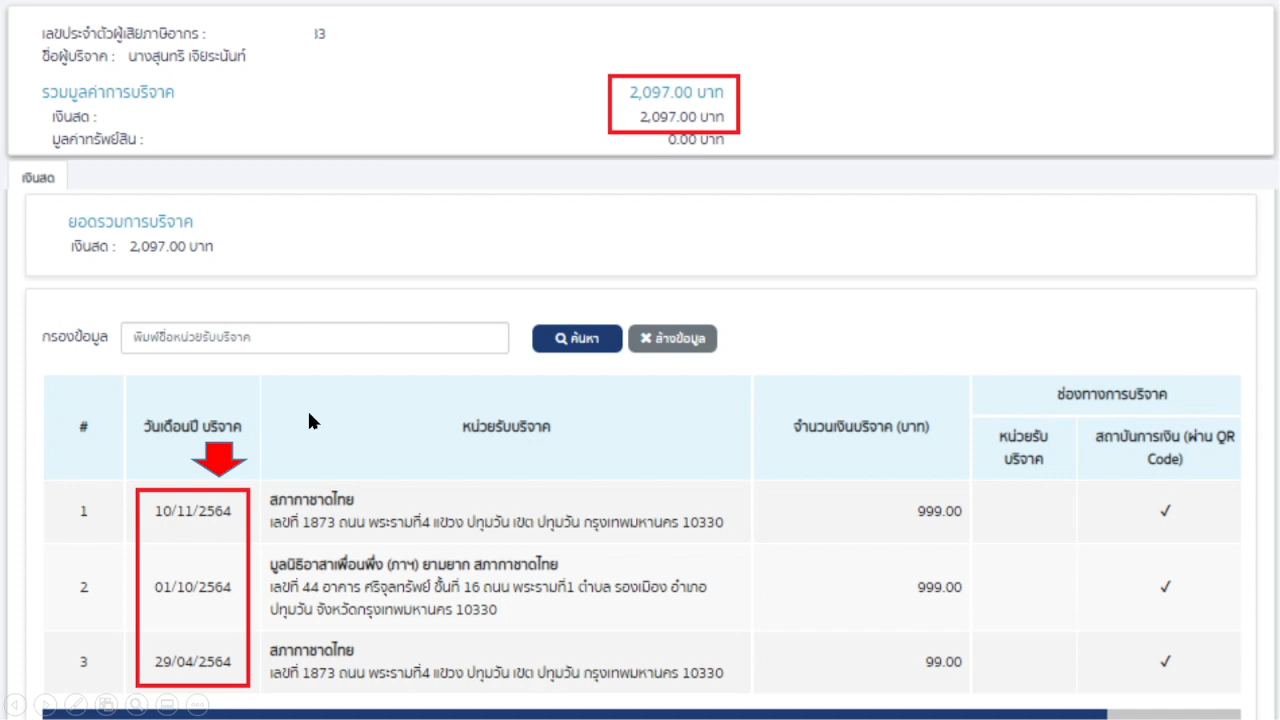 เลขประจำตัวผู้เสียภาษีอากร : 33
ชื่อผู้บริจาค : นางสุนทรี เจียระนันท์
รวมมูลค่าการบริจาค 2,097.00 บาท
เงินสด : 2,097.00 บาท
มูลค่าทรัพย์สิน : 0.00 บาท
เงินสด
ยอดรวมการบริจาค
เงินสด : 2,097.00 บาท
กรองข้อมูล พิมพ์ชื่อหน่วยรับบริจาค ค้นหา ล้างข้อมูล
# วันเดือนปี บริจาค หน่วยรับบริจาค จำนวนเงินบริจาค (บาท) ช่องทางการบริจาค
หน่วยรับ
บริจาค
สถาบันการเงิน (ผ่าน QR
Code)
1 10/11/2564 สภากาชาดไทย
เลขที่ 1873 ถนน พระรามที่4 แขวง ปทุมวัน เขต ปทุมวัน กรุงเทพมหานคร 10330
999.00 ✓
2 01/10/2564 มูลนิธิอาสาเพื่อนพึ่ง (ภาฯ) ยามยาก สภากาชาดไทย
เลขที่ 44 อาคาร ศรีจุลทรัพย์ ชั้นที่ 16 ถนน พระรามที่1 ตำบล รองเมือง อำเภอ
ปทุมวัน จังหวัดกรุงเทพมหานคร 10330
999.00 ✓
3 29/04/2564 สภากาชาดไทย
เลขที่ 1873 ถนน พระรามที่4 แขวง ปทุมวัน เขต ปทุมวัน กรุงเทพมหานคร 10330
99.00 ✓